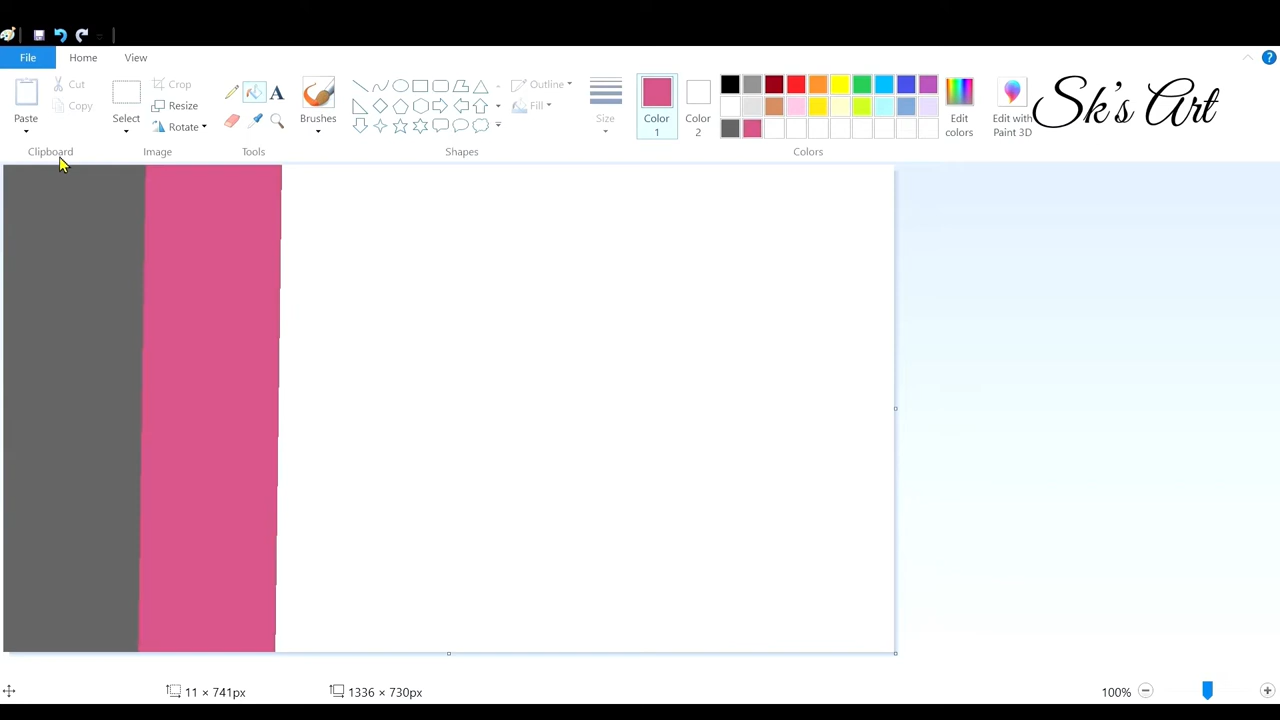 File Home View
Paste Cut Copy Clipboard
Select Crop Resize Rotate Image
A Tools
Brushes
Outline Fill Shapes
Size
Color 1 Color 2
Edit colors
Edit with Paint 3D
Colors
Sk's Art
11 × 741px
1336 × 730px
100%